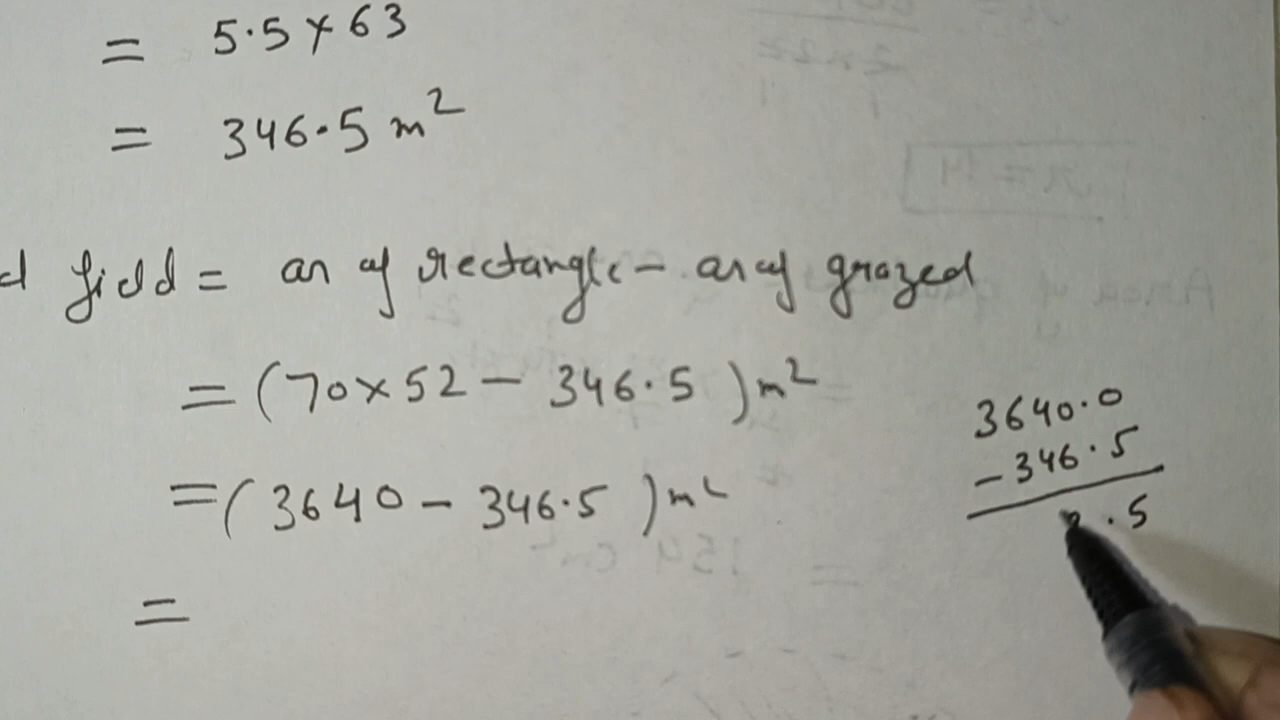 = 5.5 × 63
= 346.5 m²
d field = ar of rectangle - ar of grazed
= (70 × 52 - 346.5) m²
= (3640 - 346.5) m²
=
3640.0
- 346.5
.5